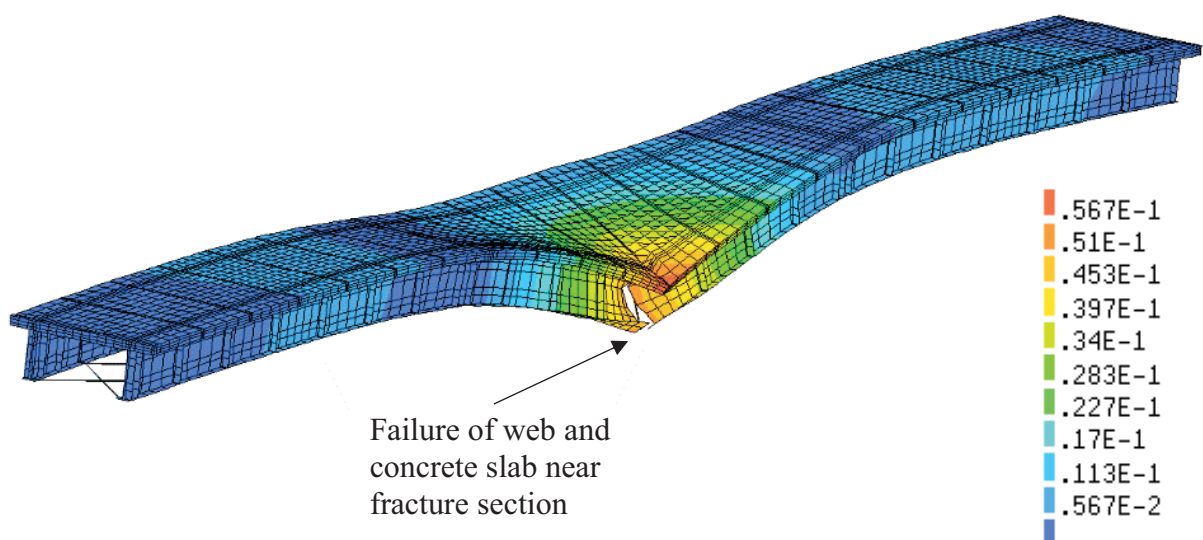 .567E-1
.51E-1
.453E-1
.397E-1
.34E-1
.283E-1
.227E-1
.17E-1
.113E-1
.567E-2
Failure of web and
concrete slab near
fracture section